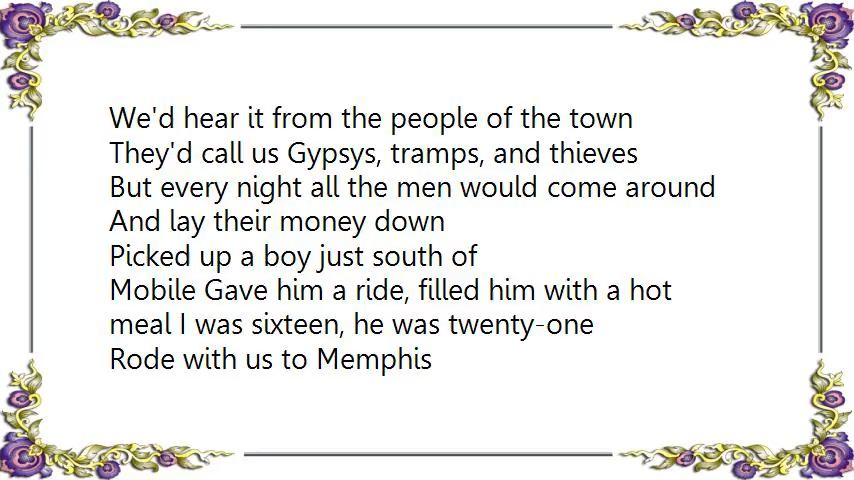 We'd hear it from the people of the town
They'd call us Gypsys, tramps, and thieves
But every night all the men would come around
And lay their money down
Picked up a boy just south of
Mobile Gave him a ride, filled him with a hot
meal I was sixteen, he was twenty-one
Rode with us to Memphis